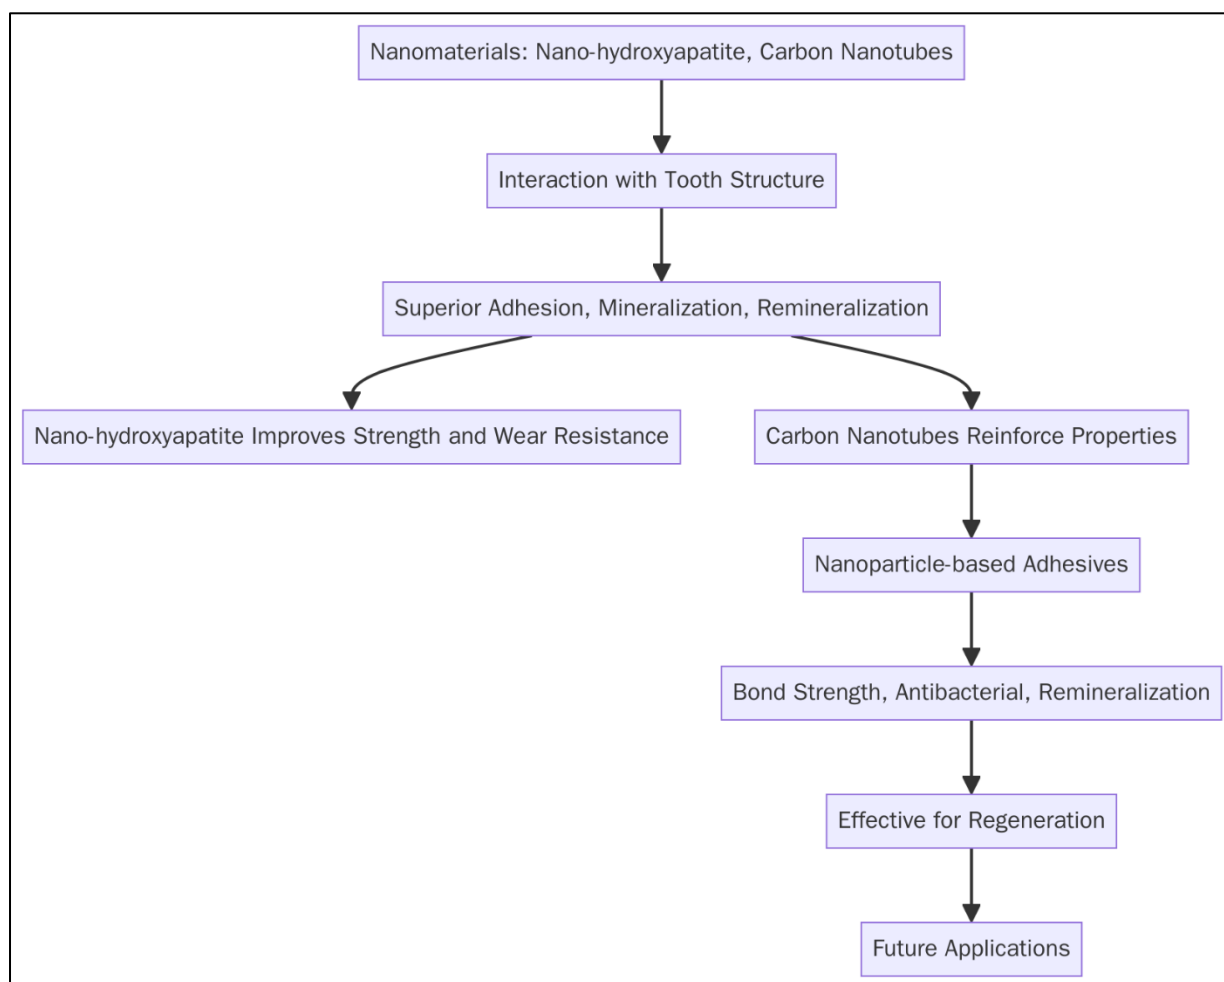 Nanomaterials: Nano-hydroxyapatite, Carbon Nanotubes
Interaction with Tooth Structure
Superior Adhesion, Mineralization, Remineralization
Nano-hydroxyapatite Improves Strength and Wear Resistance
Carbon Nanotubes Reinforce Properties
Nanoparticle-based Adhesives
Bond Strength, Antibacterial, Remineralization
Effective for Regeneration
Future Applications